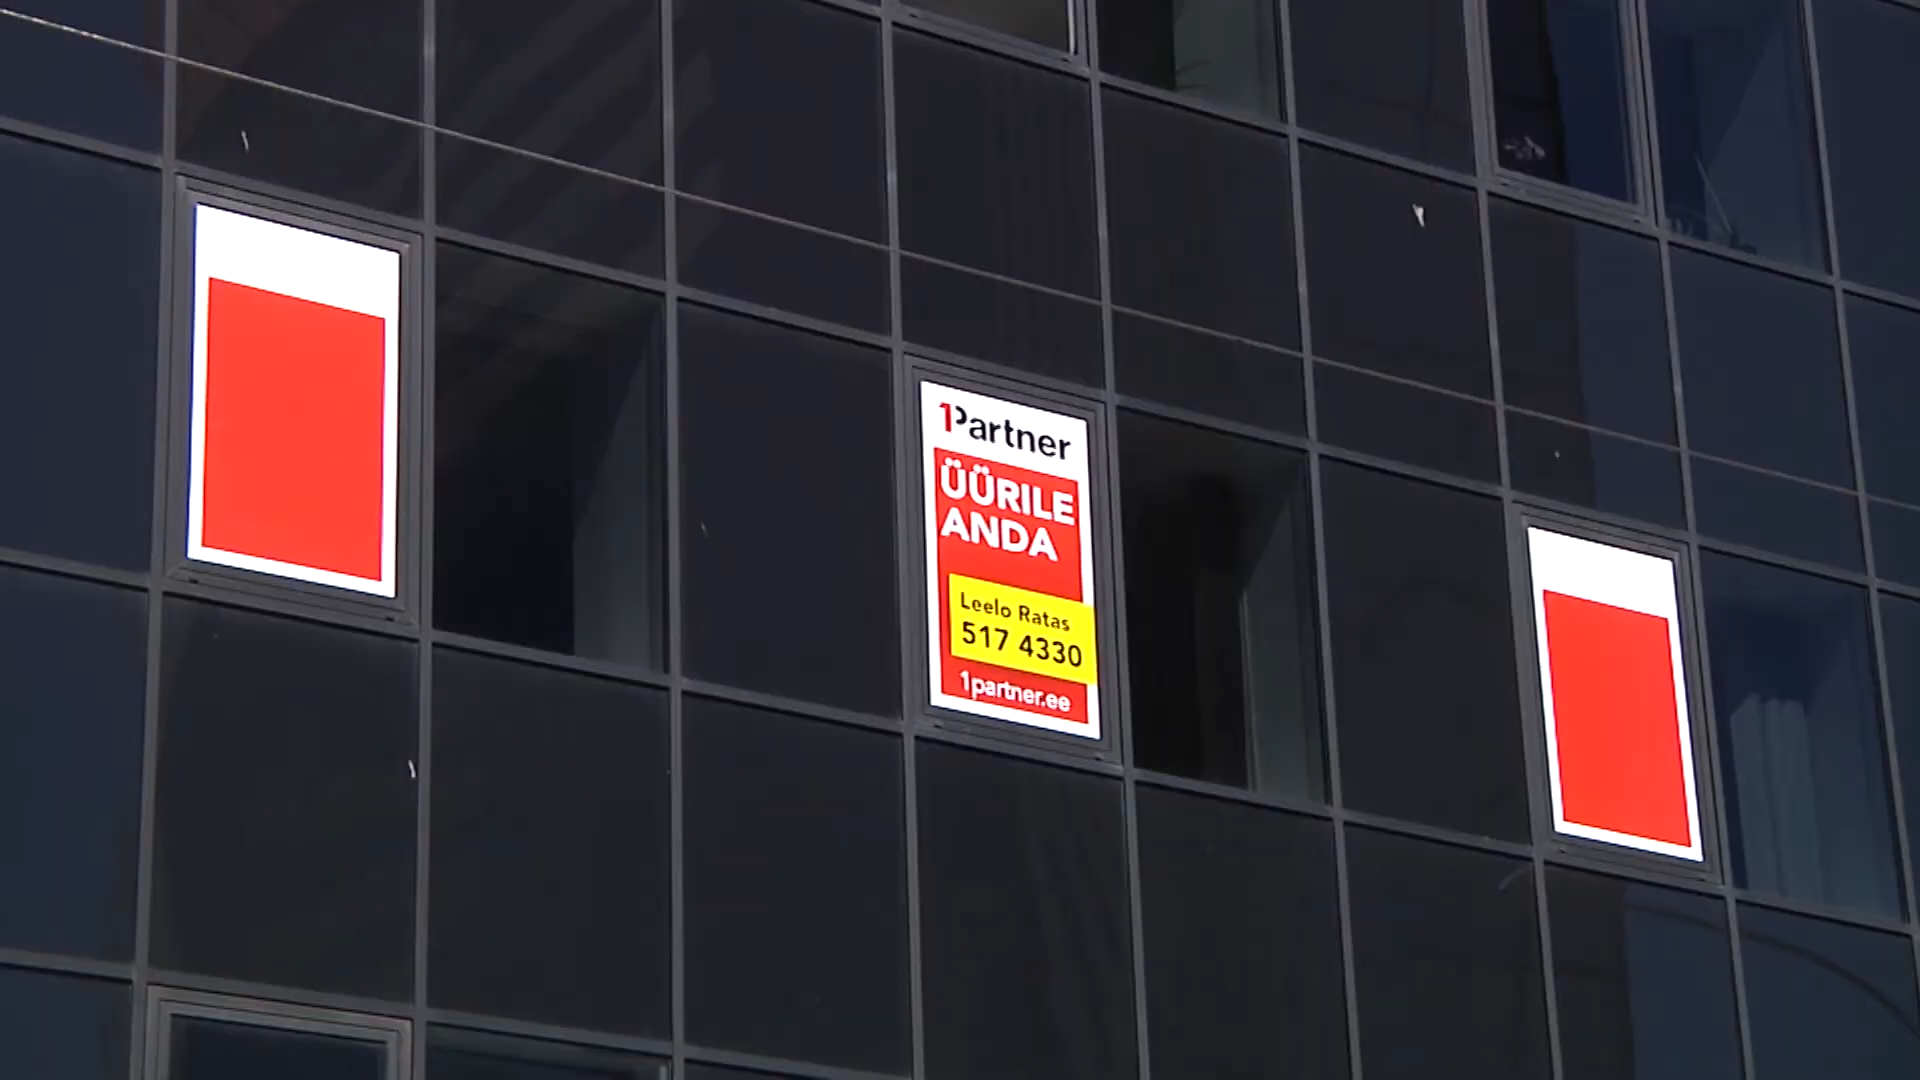 1Partner
ÜÜRILE
ANDA
Leelo Ratas
517 4330
1partner.ee